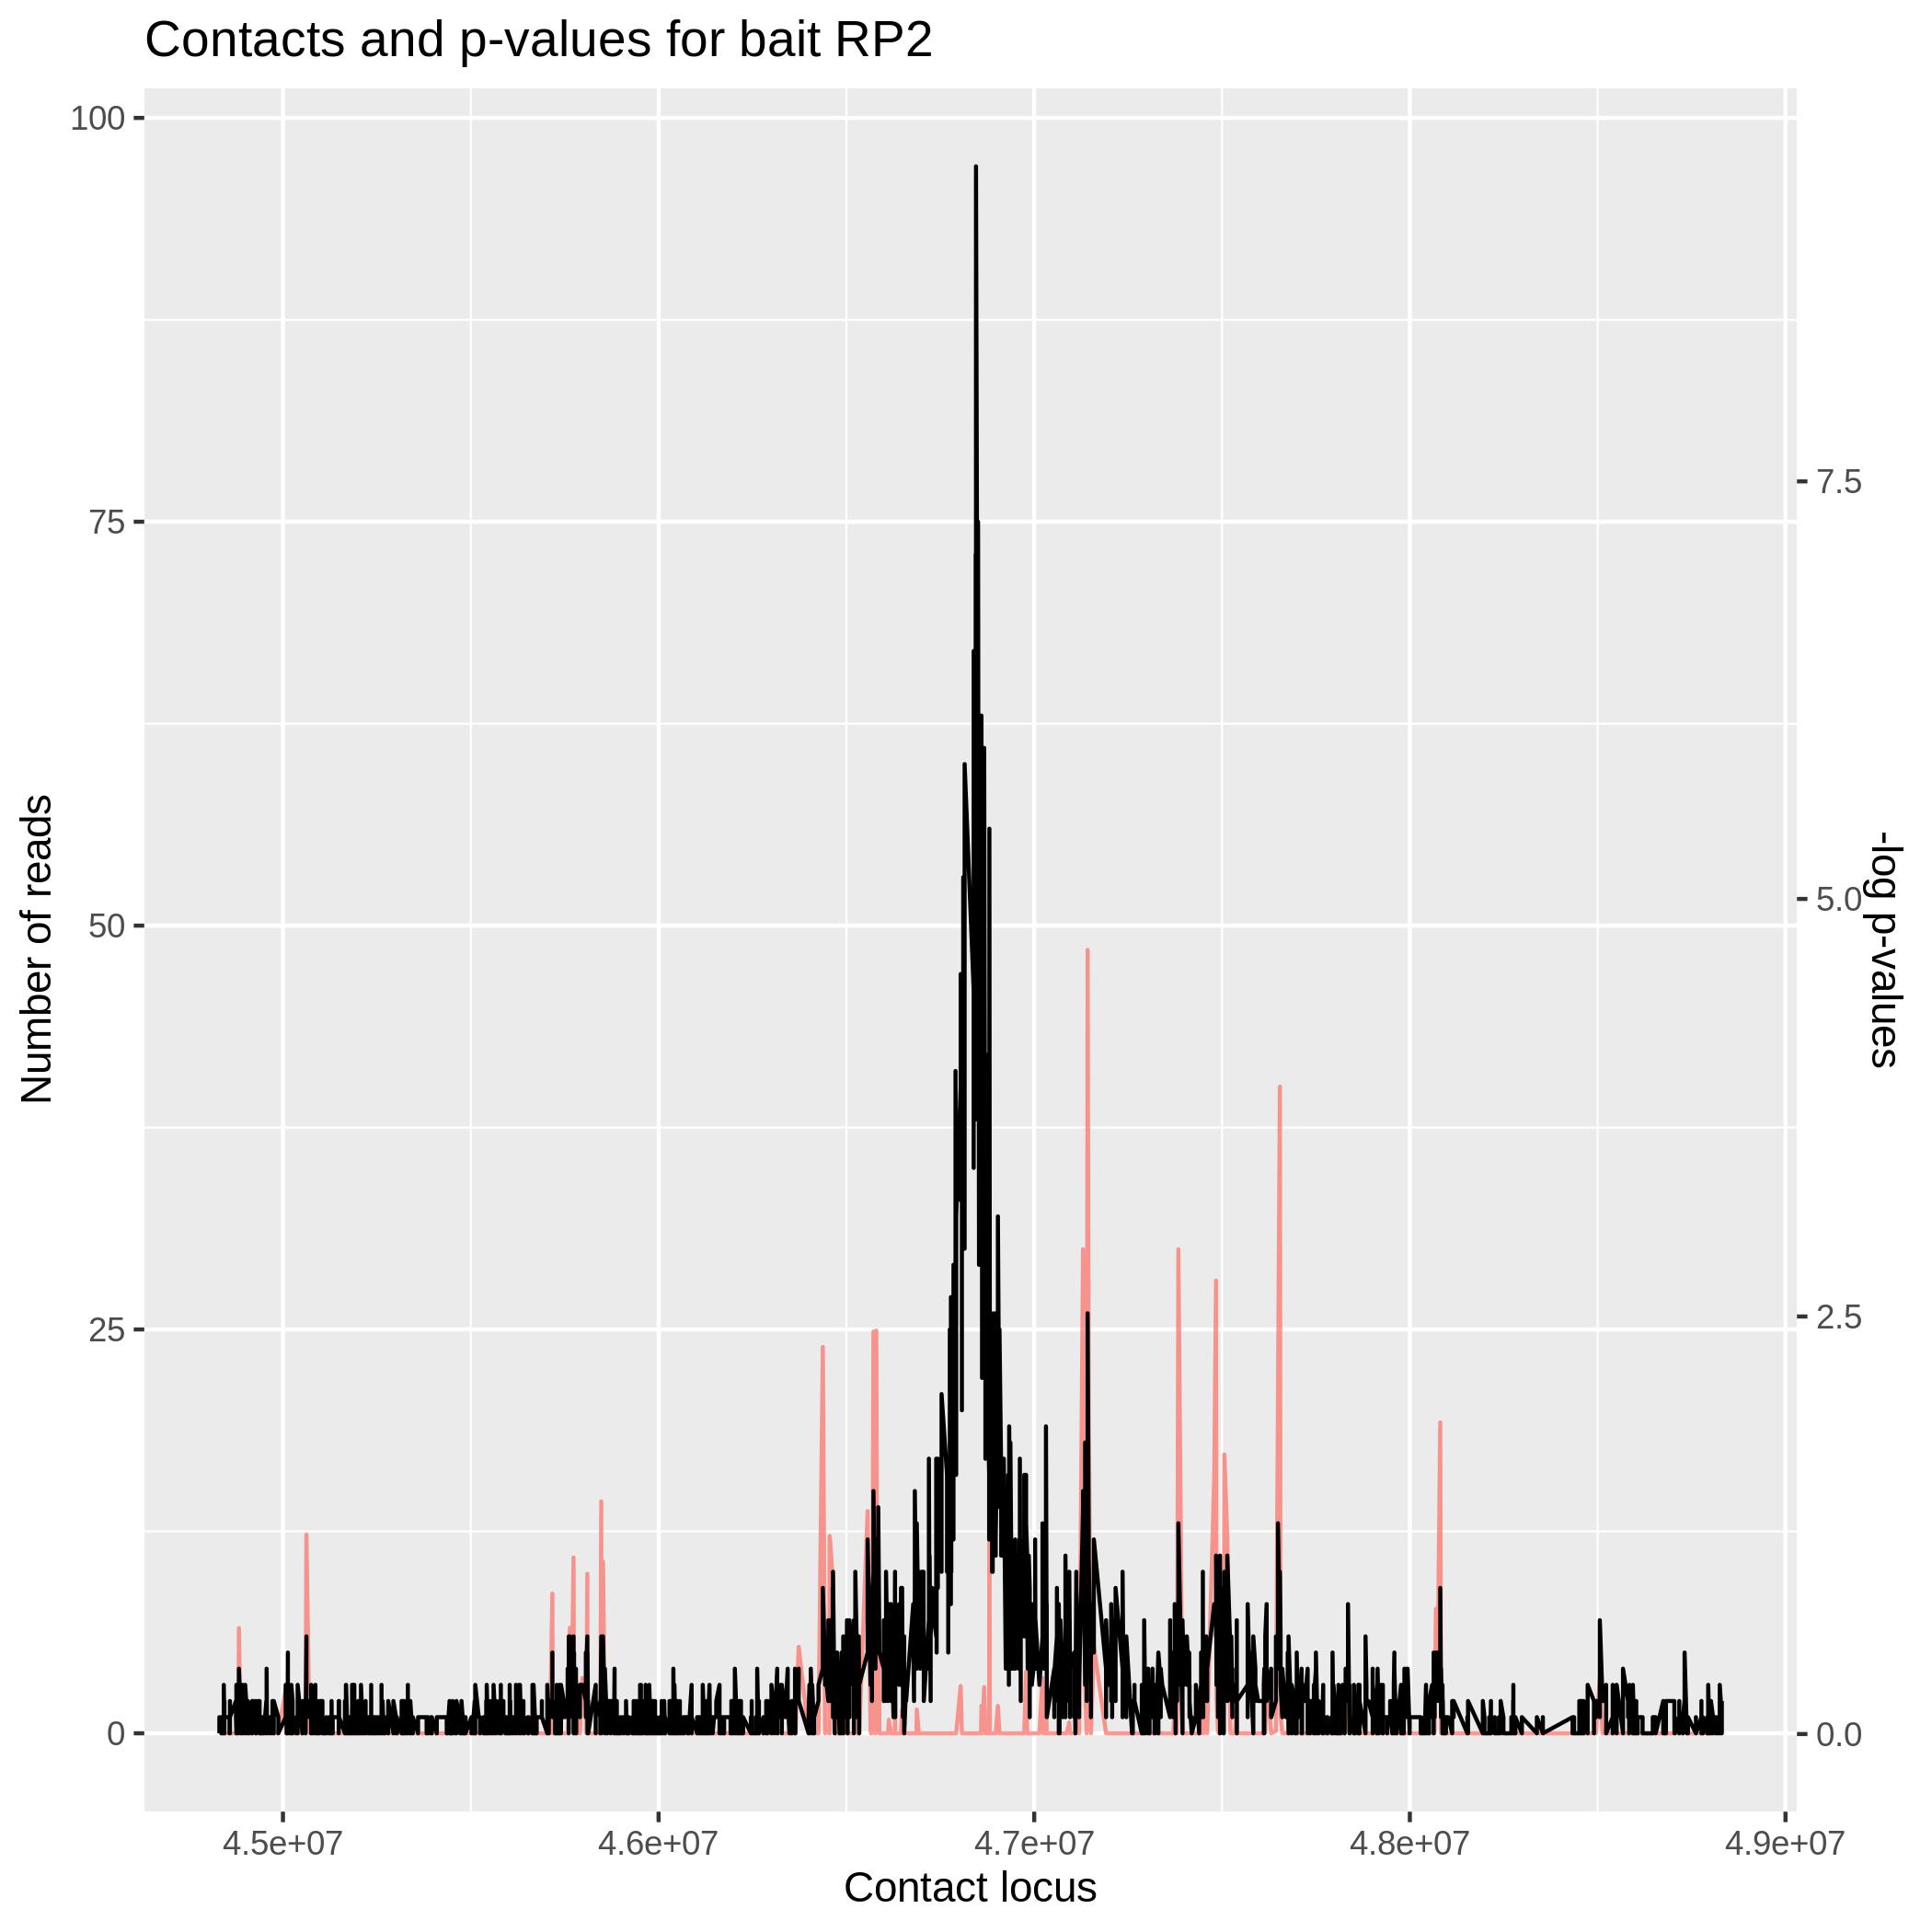 Contacts and p-values for bait RP2
100
75
50
25
0
Number of reads
7.5
5.0
2.5
0.0
-log p-values
4.5e+07
4.6e+07
4.7e+07
4.8e+07
4.9e+07
Contact locus